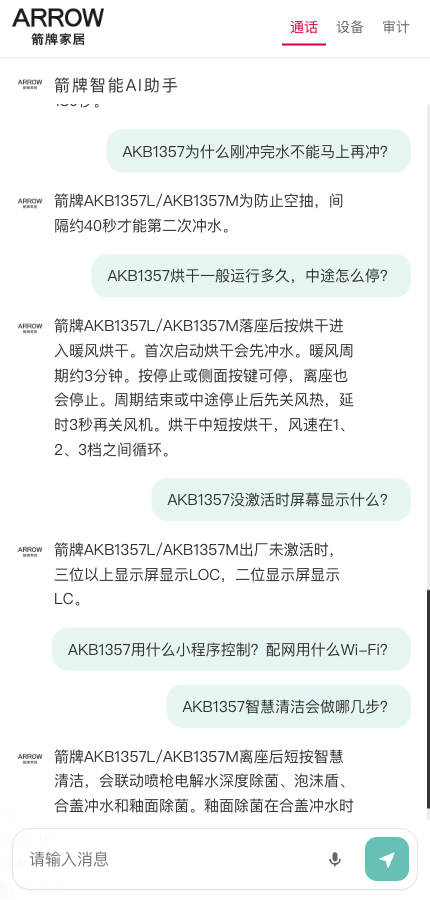 ARROW
箭牌家居
通话 设备 审计
箭牌智能AI助手
AKB1357为什么刚冲完水不能马上再冲?
箭牌AKB1357L/AKB1357M为防止空抽，间
隔约40秒才能第二次冲水。
AKB1357烘干一般运行多久，中途怎么停?
箭牌AKB1357L/AKB1357M落座后按烘干进
入暖风烘干。首次启动烘干会先冲水。暖风周
期约3分钟。按停止或侧面按键可停，离座也
会停止。周期结束或中途停止后先关风热，延
时3秒再关风机。烘干中短按烘干，风速在1、
2、3档之间循环。
AKB1357没激活时屏幕显示什么?
箭牌AKB1357L/AKB1357M出厂未激活时，
三位以上显示屏显示LOC，二位显示屏显示
LC。
AKB1357用什么小程序控制? 配网用什么Wi-Fi?
AKB1357智慧清洁会做哪几步?
箭牌AKB1357L/AKB1357M离座后短按智慧
清洁，会联动喷枪电解水深度除菌、泡沫盾、
合盖冲水和釉面除菌。釉面除菌在合盖冲水时
请输入消息